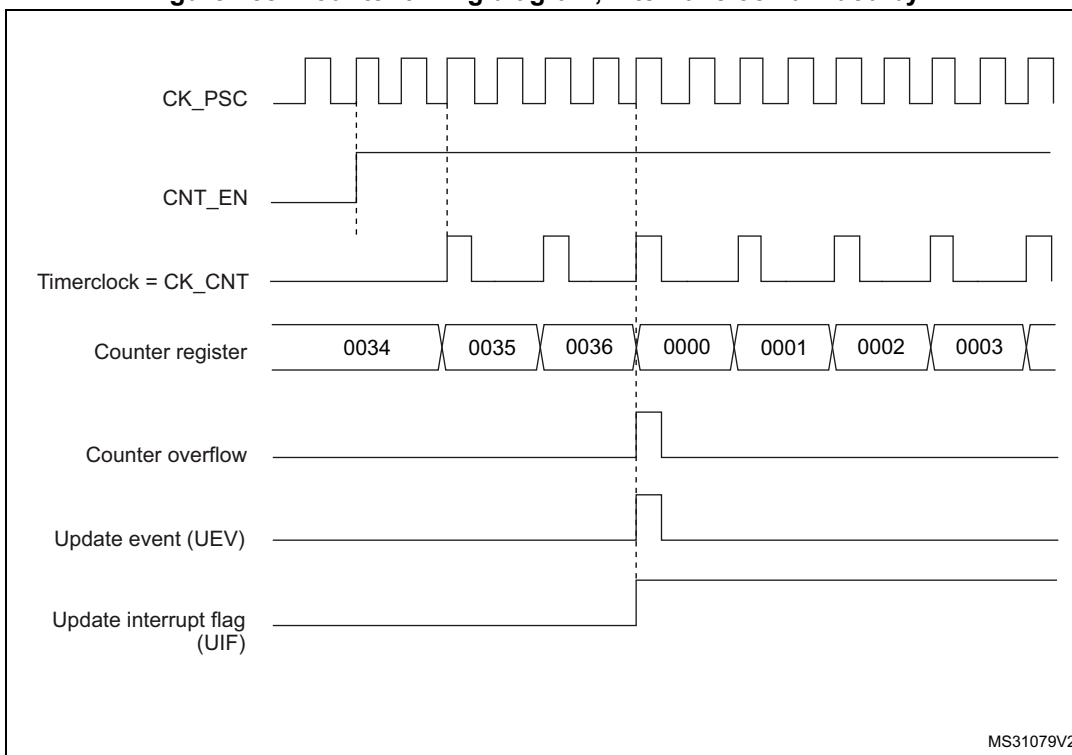 CK_PSC
CNT_EN
Timerclock = CK_CNT
Counter register
0034 0035 0036 0000 0001 0002 0003
Counter overflow
Update event (UEV)
Update interrupt flag
(UIF)
MS31079V2